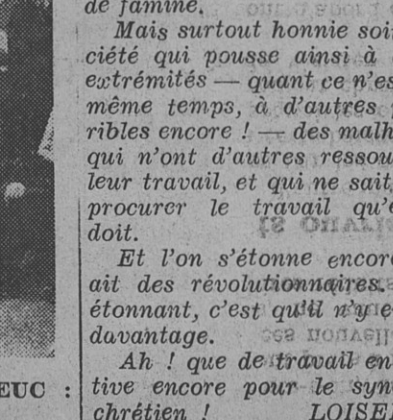 de famine.
Mais surtout honnie soi
ciété qui pousse ainsi à
extrémités — quant ce n'es
même temps, à d'autres
ribles encore ! — des malh
qui n'ont d'autres ressou
leur travail, et qui ne sait
procurer le travail qu'e
doit.
Et l'on s'étonne encore
ait des révolutionnaires.
étonnant, c'est qu'il n'y e
davantage.
Ah ! que de travail en
EUC : tive encore pour le syn
chrétien ! LOISE